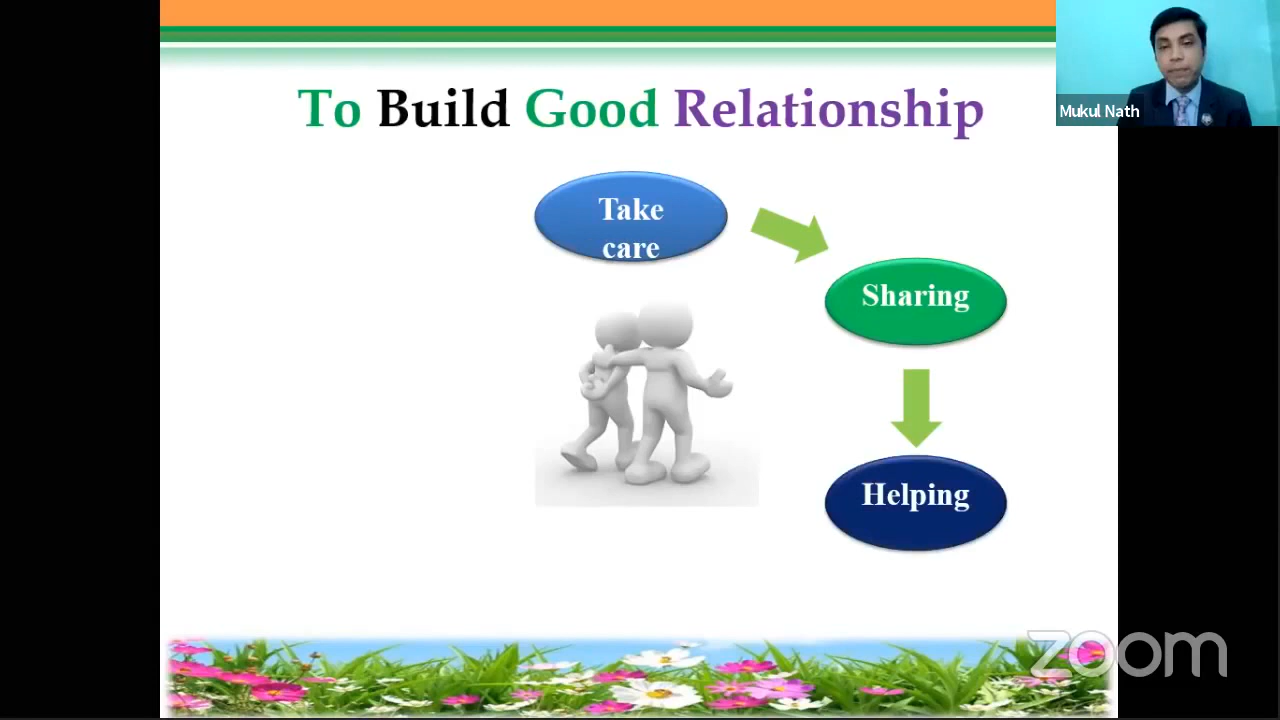 To Build Good Relationship
Mukul Nath
Take
care
Sharing
Helping
zoom